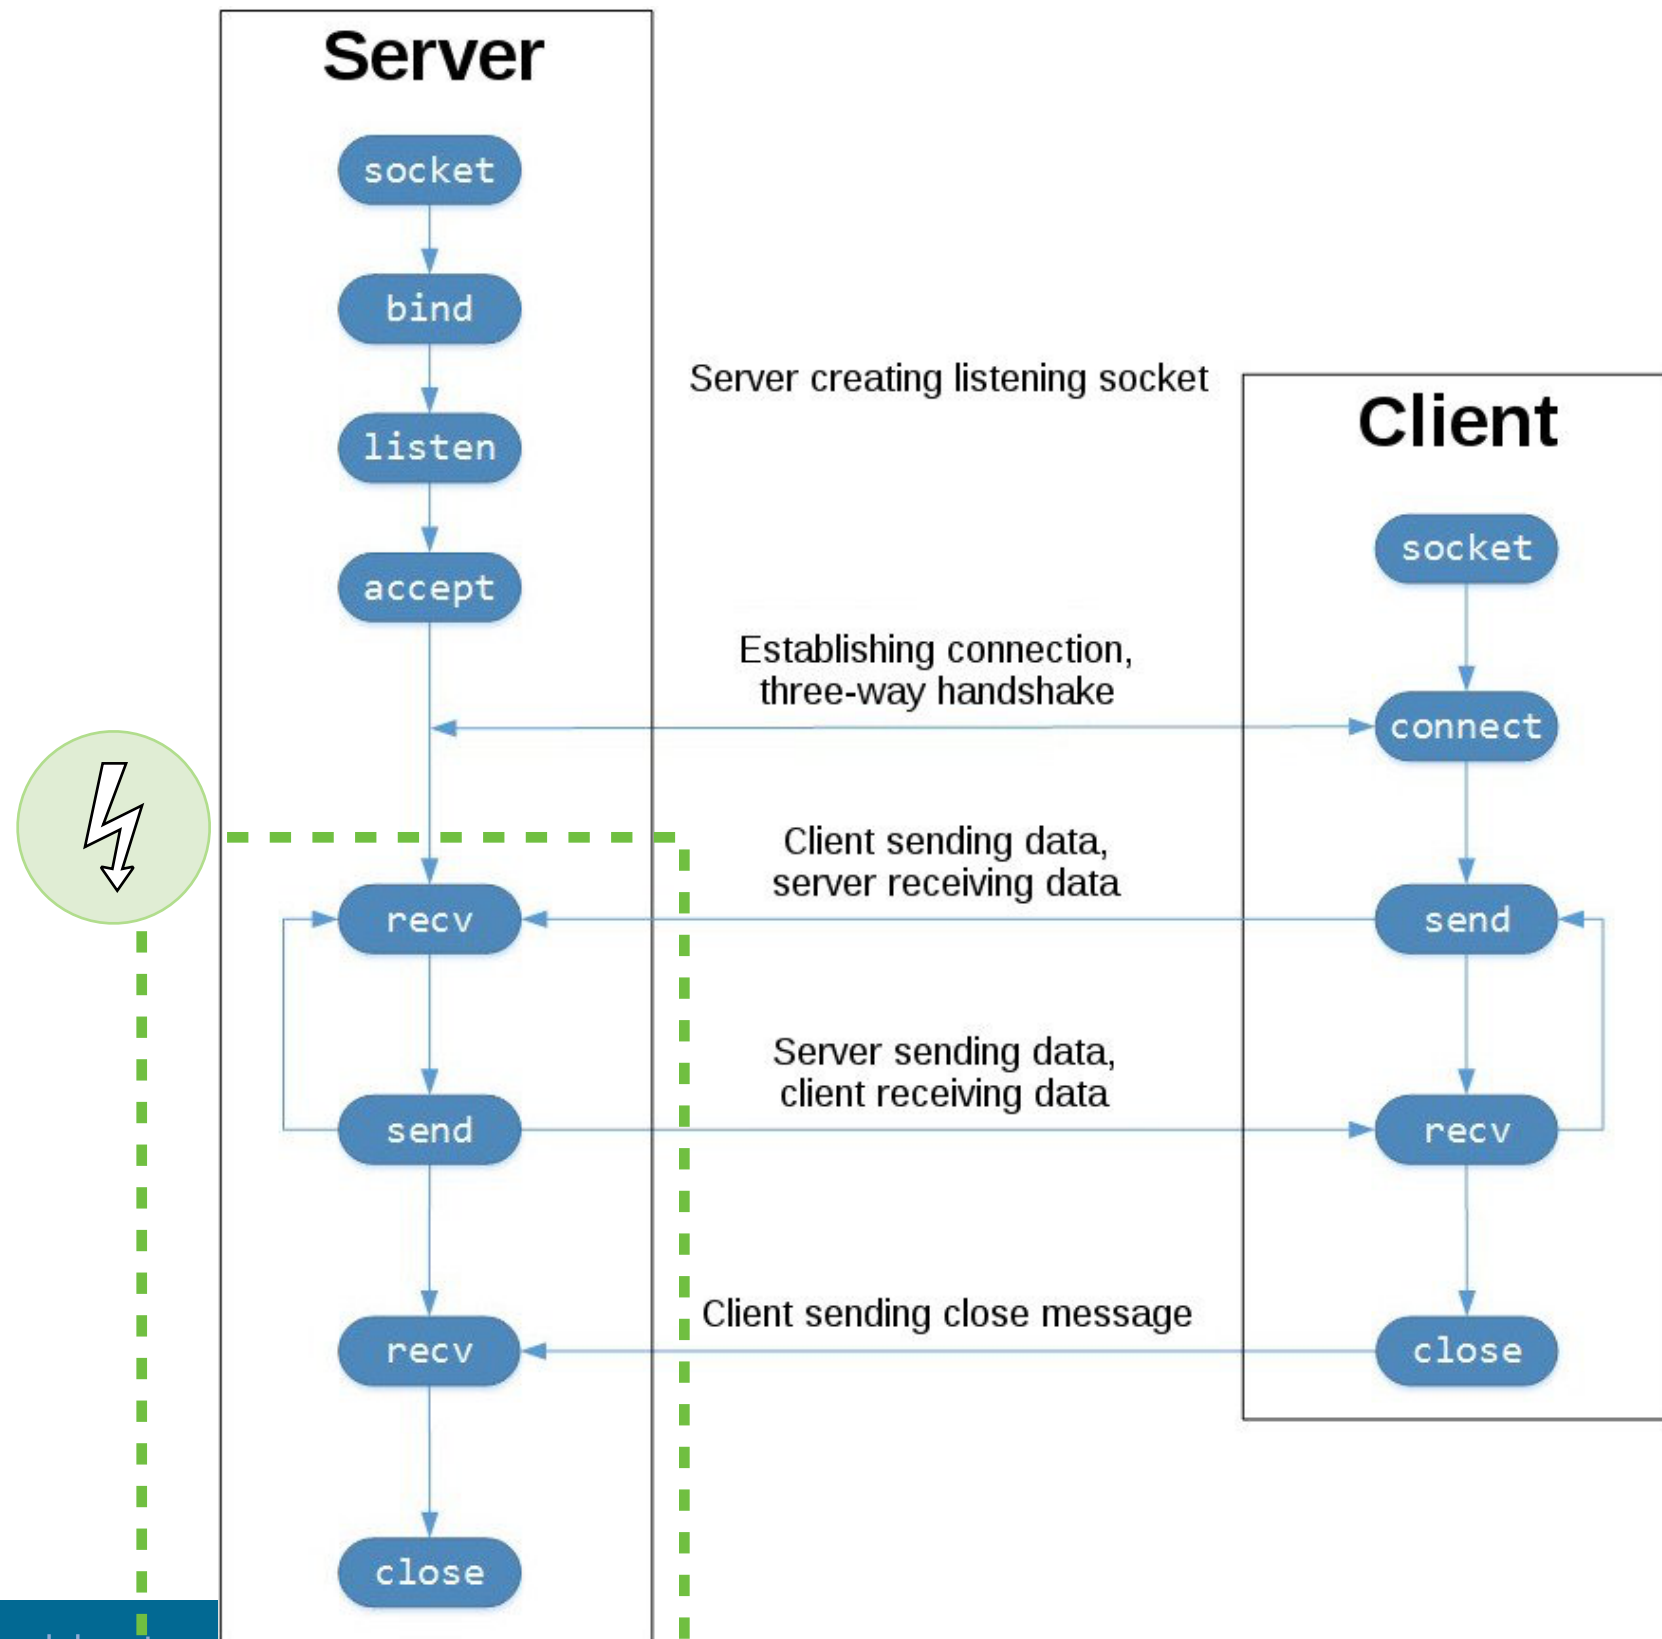 Server
socket
bind
listen
accept
Server creating listening socket
Client
socket
connect
Establishing connection,
three-way handshake
Client sending data,
server receiving data
recv
send
Server sending data,
client receiving data
send
recv
Client sending close message
recv
close
close